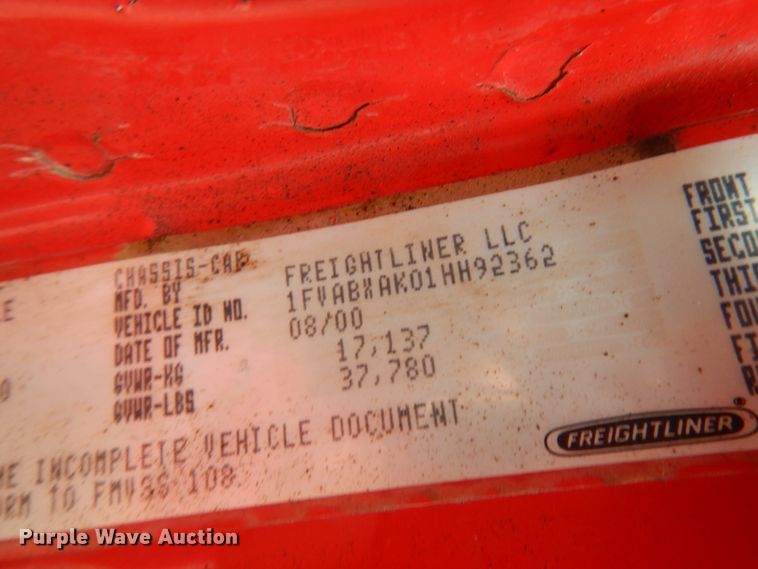 E
0
CHASSIS-CAB
MFD. BY FREIGHTLINER LLC
VEHICLE ID NO. 1FVABXAK01HH92362
DATE OF MFR. 08/00
GVWR-KG 17,137
GVWR-LBS 37,780
INCOMPLETE VEHICLE DOCUMENT
TO FMVSS 108
FRONT
FIRST
SECO
THI
FOU
FI
R
FREIGHTLINER
Purple Wave Auction